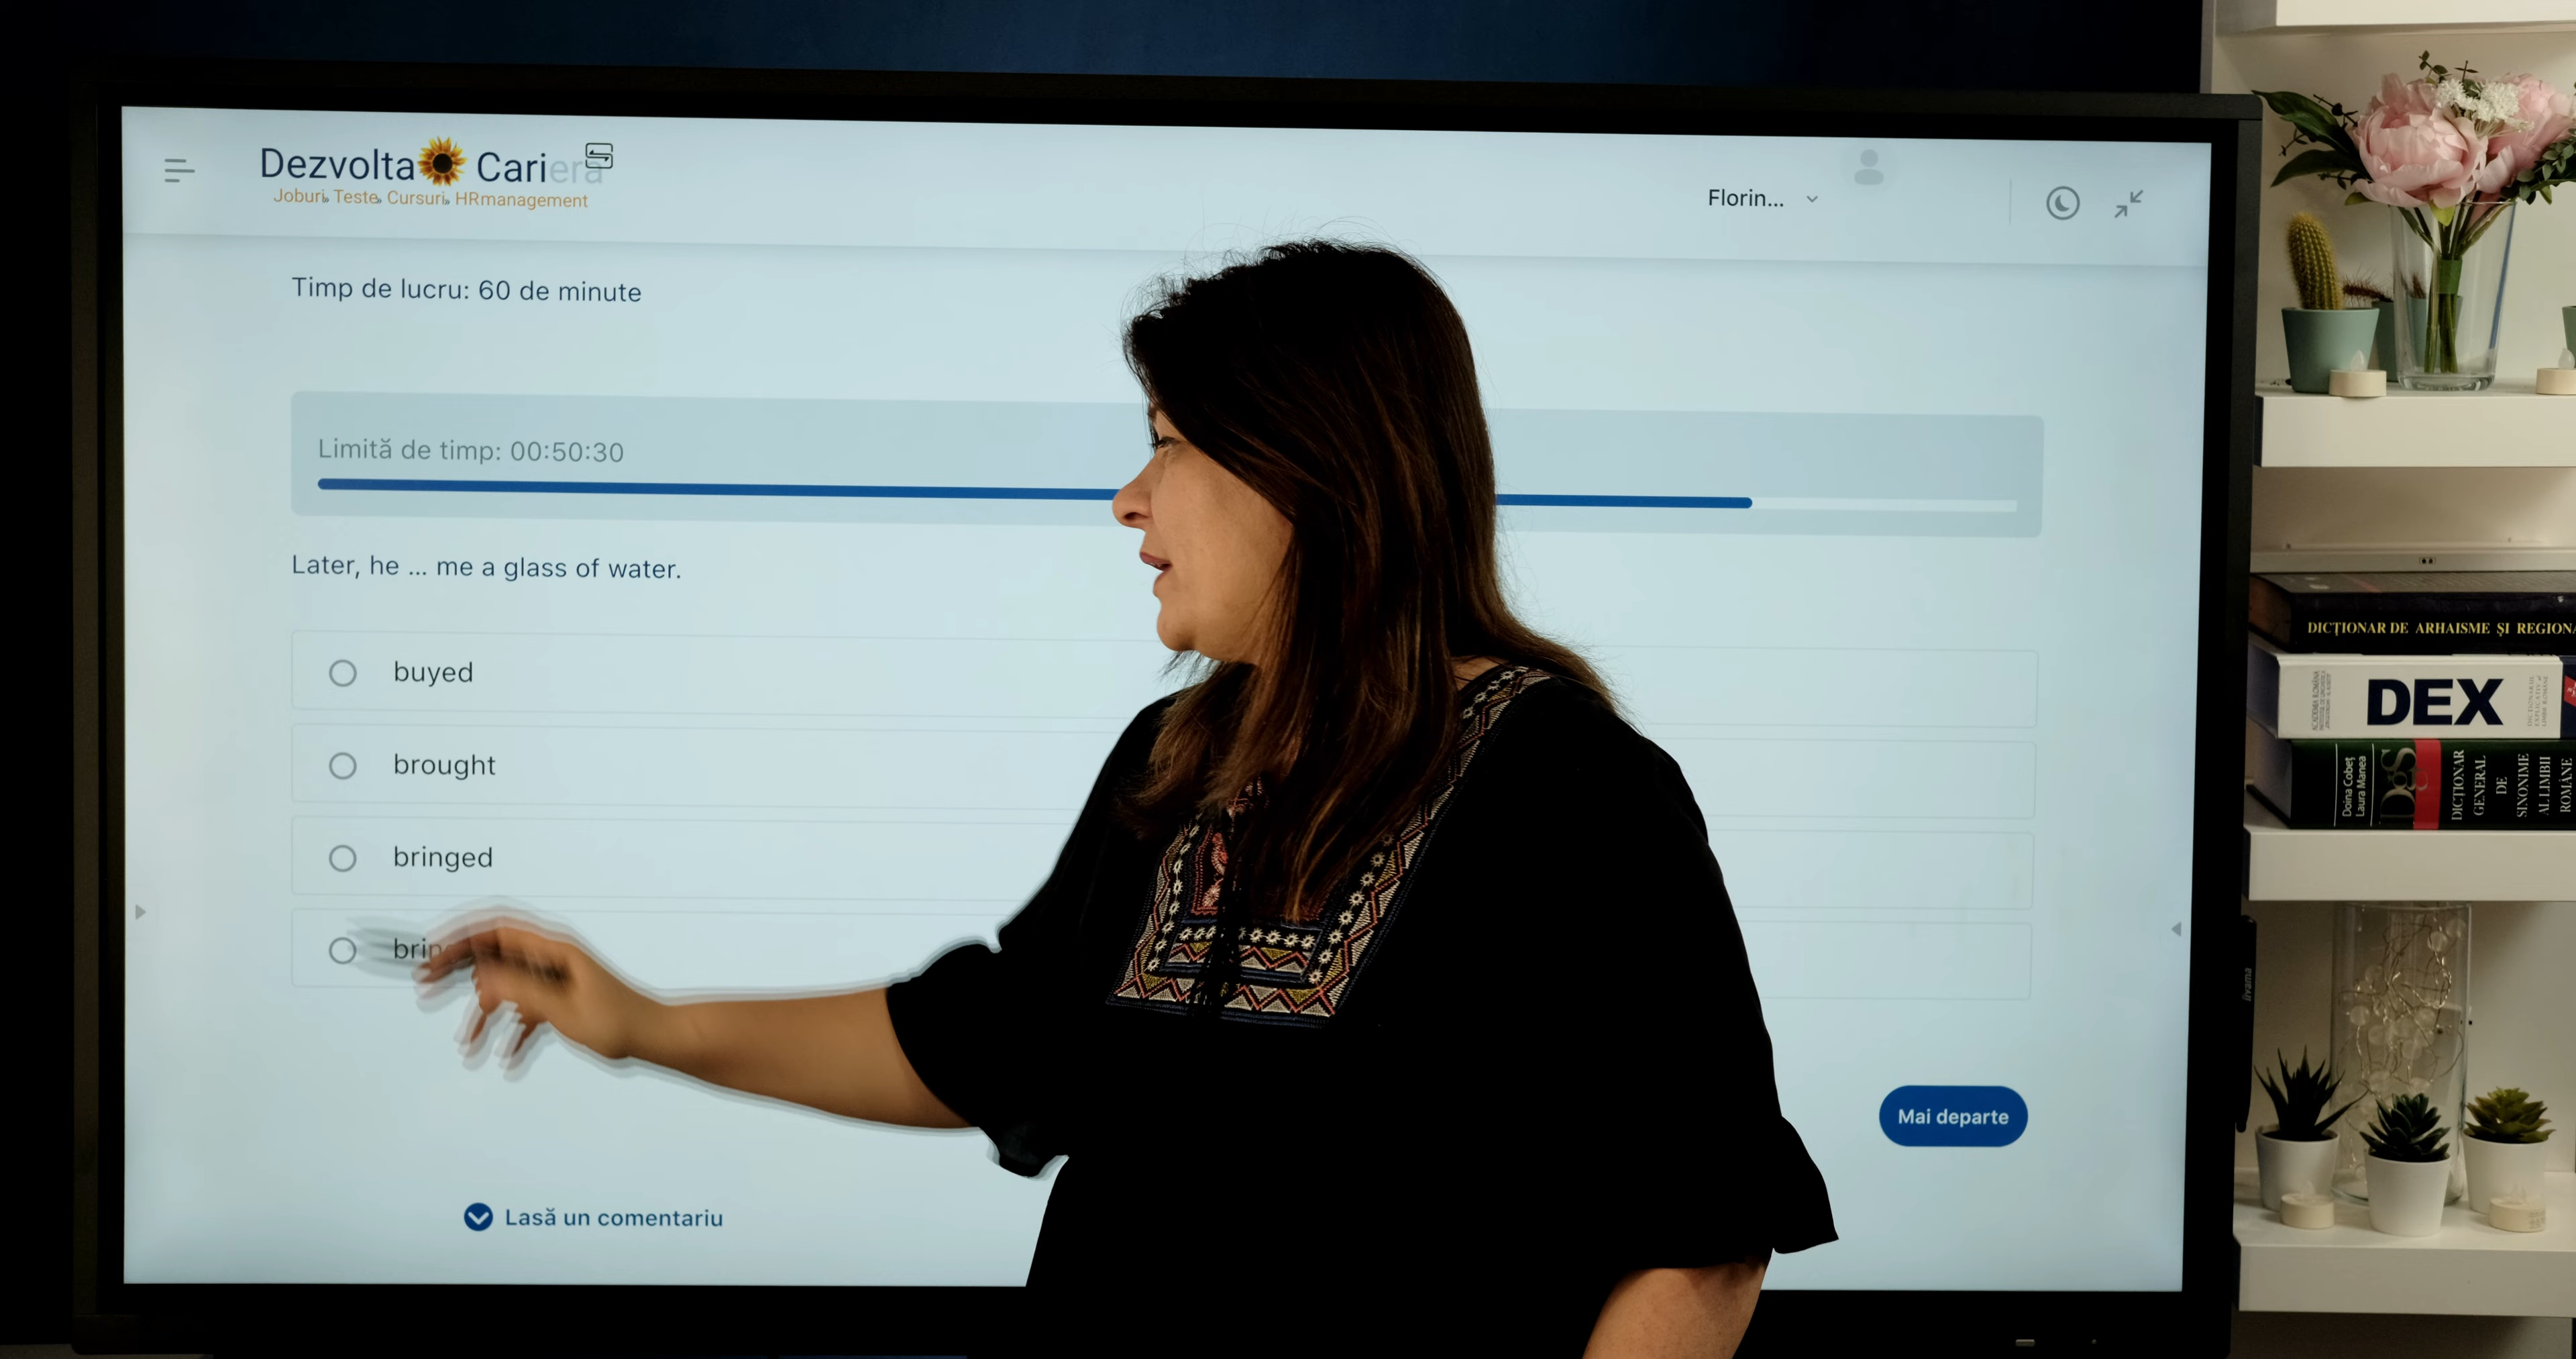 Dezvolta Cariera
Joburi, Teste, Cursuri, HRmanagement
Florin...
Timp de lucru: 60 de minute
Limită de timp: 00:50:30
Later, he ... me a glass of water.
buyed
brought
bringed
Mai departe
Lasă un comentariu
DICȚIONAR DE ARHAISME ȘI
DEX
Doina Cobeț
Laura Manea
DgS
DICȚIONAR
GENERAL
DE
SINONIME
AL LIMBII
ROMÂNE
iiyama